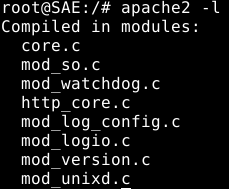 root@SAE:/# apache2 -l
Compiled in modules:
  core.c
  mod_so.c
  mod_watchdog.c
  http_core.c
  mod_log_config.c
  mod_logio.c
  mod_version.c
  mod_unixd.c